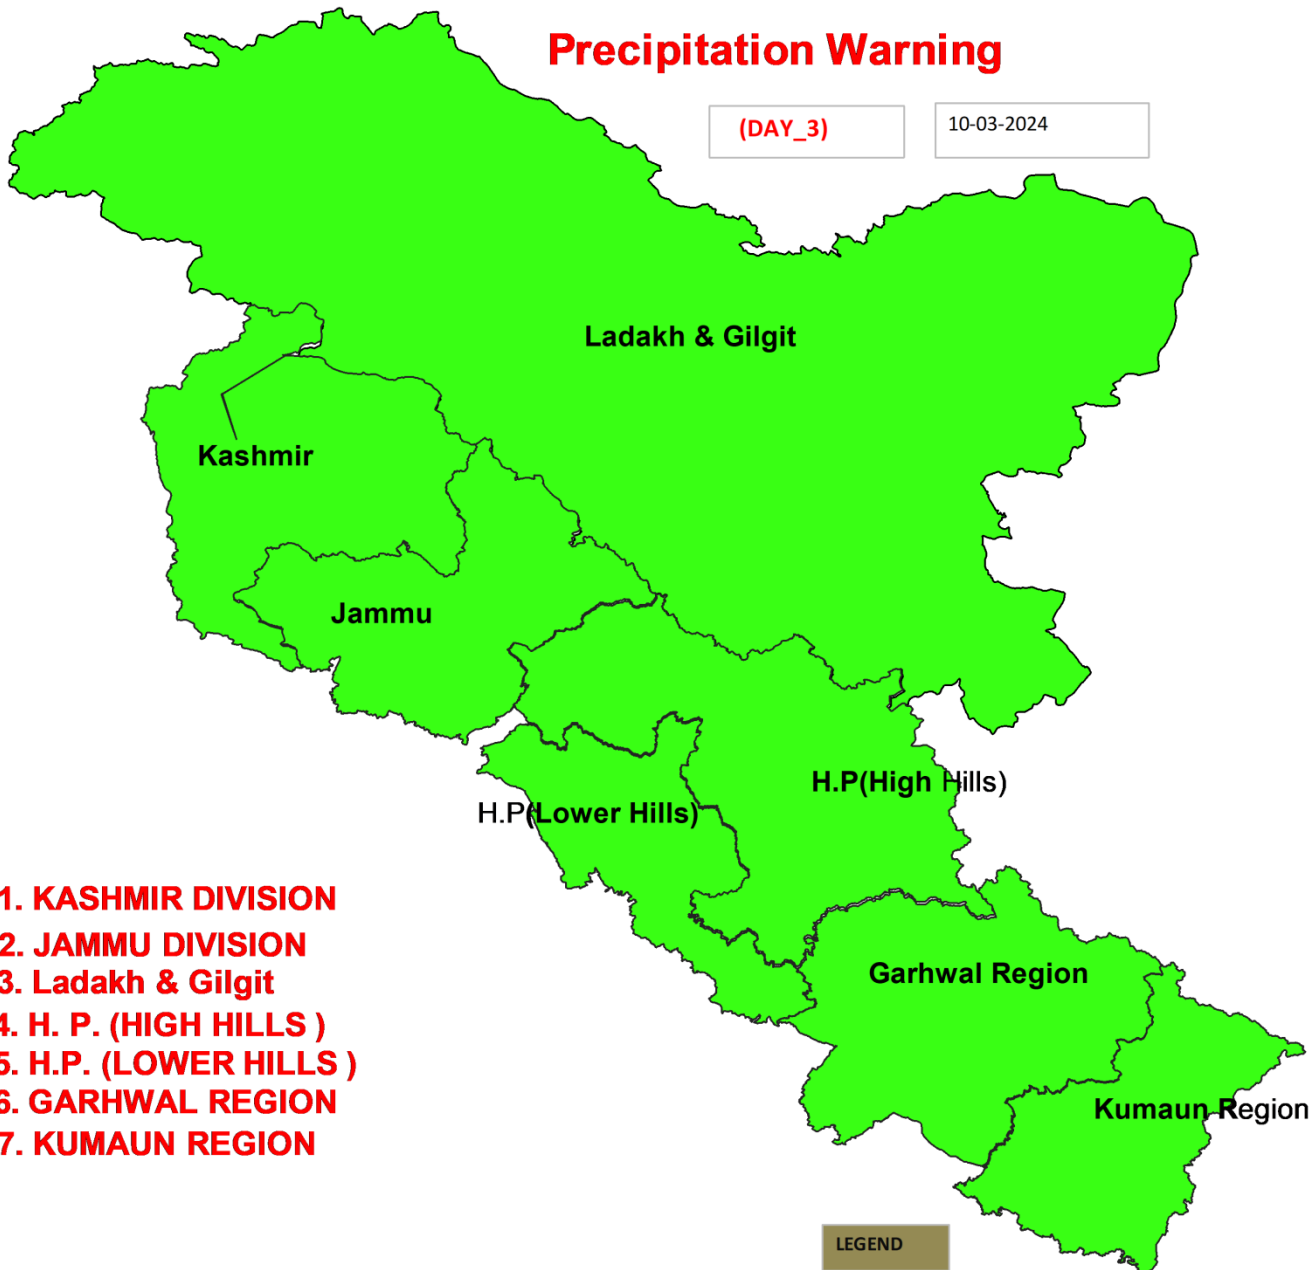 Precipitation Warning
(DAY_3)
10-03-2024
Ladakh & Gilgit
Kashmir
Jammu
H.P(High Hills)
H.P(Lower Hills)
Garhwal Region
Kumaun Region
1. KASHMIR DIVISION
2. JAMMU DIVISION
3. Ladakh & Gilgit
4. H. P. (HIGH HILLS )
5. H.P. (LOWER HILLS )
6. GARHWAL REGION
7. KUMAUN REGION
LEGEND